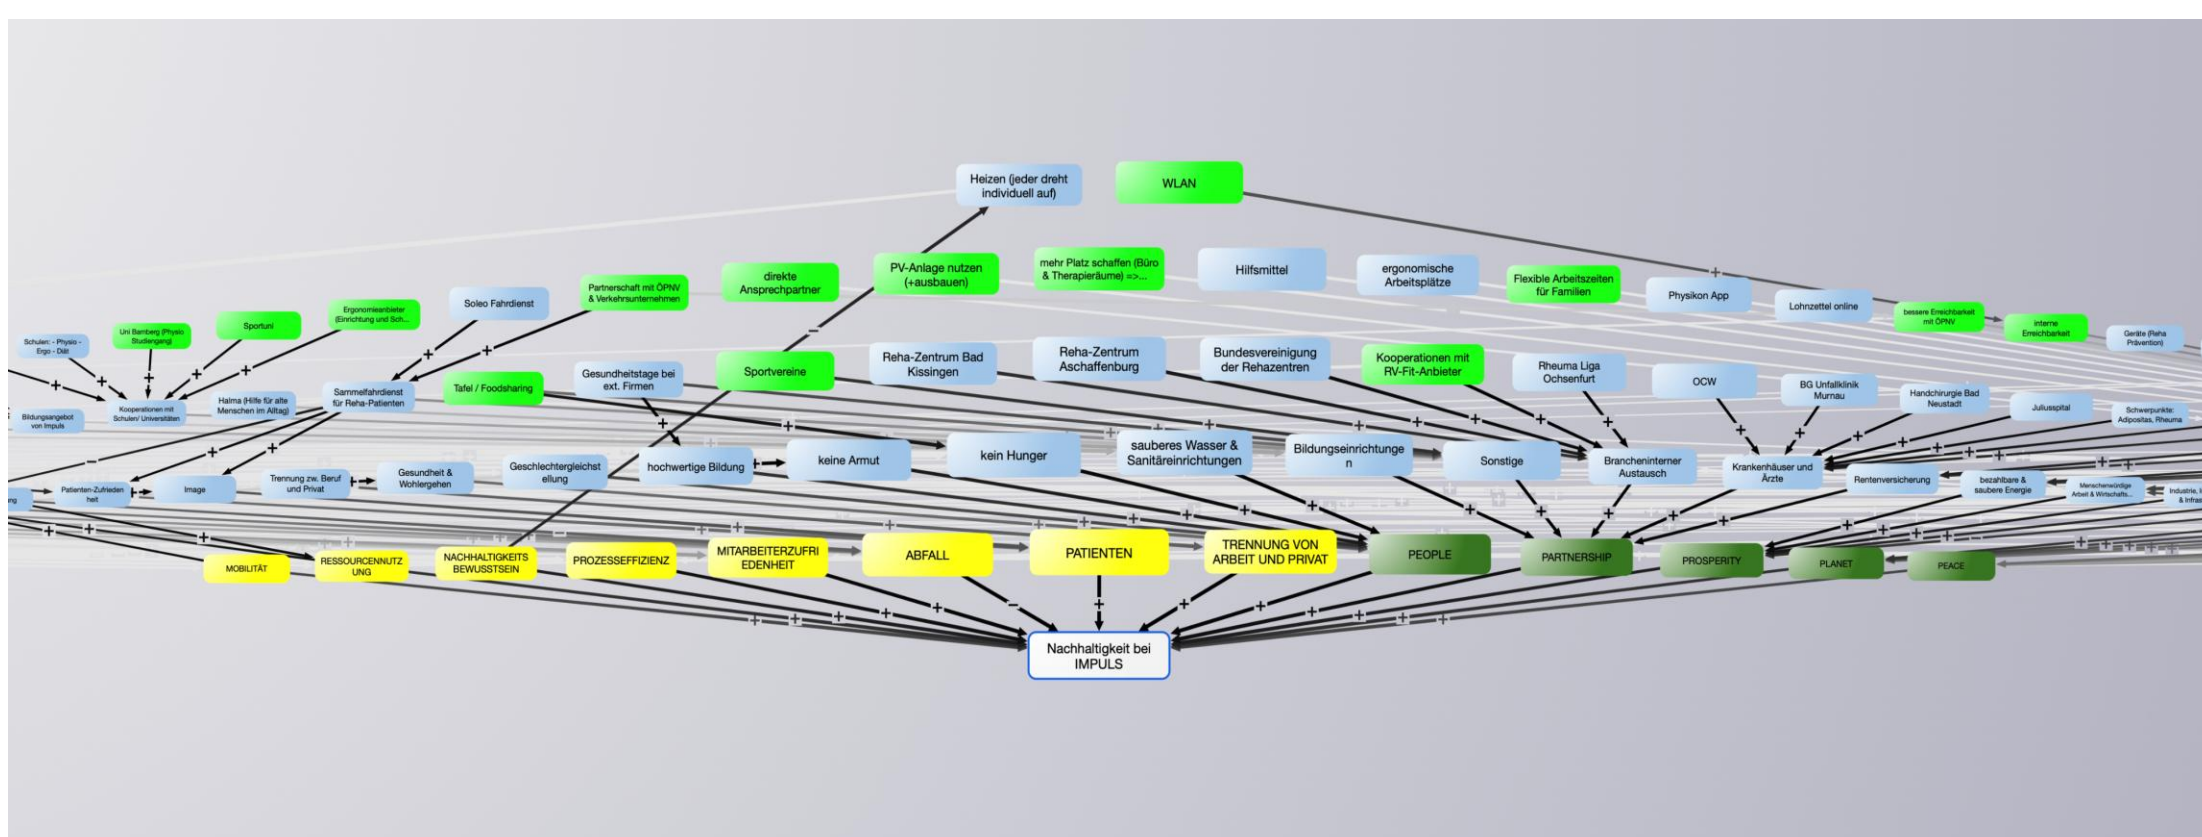 Heizen (jeder dreht
individuell auf)
WLAN
direkte
Ansprechpartner
PV-Anlage nutzen
(+ausbauen)
mehr Platz schaffen (Büro
& Therapieräume) =>...
Hilfsmittel
ergonomische
Arbeitsplätze
Flexible Arbeitszeiten
für Familien
Physikon App
Lohnzettel online
bessere Erreichbarkeit
mit ÖPNV
interne
Erreichbarkeit
Geräte (Reha
Prävention)
Partnerschaft mit ÖPNV
& Verkehrsunternehmen
Soleo Fahrdienst
Ergonomieanbieter
(Einrichtung und Sch...
Sportuni
Uni Bamberg (Physio
Studiengang)
Schulen: - Physio -
Ergo - Diät
Bildungsangebot
von Impuls
Kooperationen mit
Schulen/ Universitäten
Halma (Hilfe für alte
Menschen im Alltag)
Sammelfahrdienst
für Reha-Patienten
Tafel / Foodsharing
Gesundheitstage bei
ext. Firmen
Sportvereine
Reha-Zentrum Bad
Kissingen
Reha-Zentrum
Aschaffenburg
Bundesvereinigung
der Rehazentren
Kooperationen mit
RV-Fit-Anbieter
Rheuma Liga
Ochsenfurt
OCW
BG Unfallklinik
Murnau
Handchirurgie Bad
Neustadt
Juliusspital
Schwerpunkte:
Adipositas, Rheuma
ng
Patienten-Zufrieden
heit
Image
Trennung zw. Beruf
und Privat
Gesundheit &
Wohlergehen
Geschlechtergleichst
ellung
hochwertige Bildung
keine Armut
kein Hunger
sauberes Wasser &
Sanitäreinrichtungen
Bildungseinrichtunge
n
Sonstige
Brancheninterner
Austausch
Krankenhäuser und
Ärzte
Rentenversicherung
bezahlbare &
saubere Energie
Menschenwürdige
Arbeit & Wirtschafts...
Industrie, I
& Infras
MOBILITÄT
RESSOURCENNUTZ
UNG
NACHHALTIGKEITS
BEWUSSTSEIN
PROZESSEFFIZIENZ
MITARBEITERZUFRI
EDENHEIT
ABFALL
PATIENTEN
TRENNUNG VON
ARBEIT UND PRIVAT
PEOPLE
PARTNERSHIP
PROSPERITY
PLANET
PEACE
Nachhaltigkeit bei
IMPULS